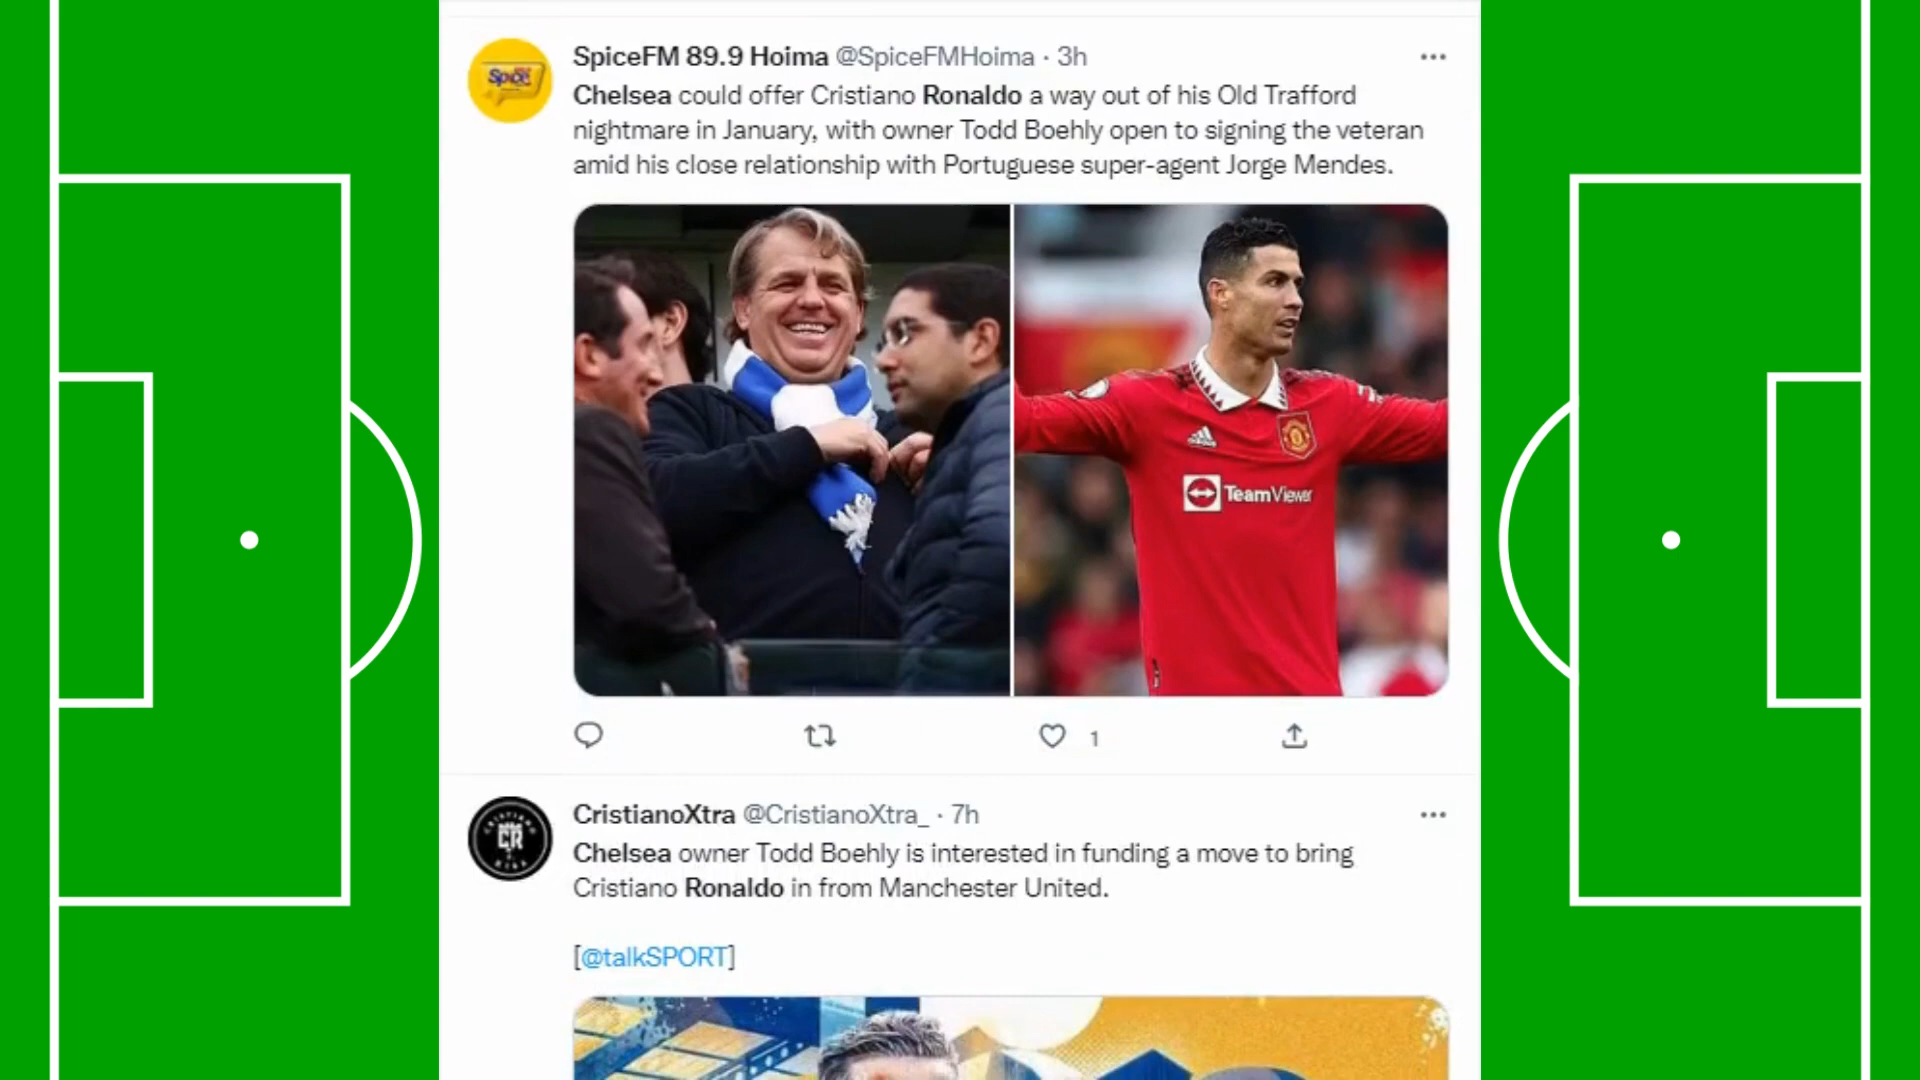 SpiceFM 89.9 Hoima @SpiceFMHoima · 3h
Chelsea could offer Cristiano Ronaldo a way out of his Old Trafford
nightmare in January, with owner Todd Boehly open to signing the veteran
amid his close relationship with Portuguese super-agent Jorge Mendes.
Spice
adidas
TeamViewer
1
CristianoXtra @CristianoXtra_ · 7h
Chelsea owner Todd Boehly is interested in funding a move to bring
Cristiano Ronaldo in from Manchester United.
CR
[@talkSPORT]